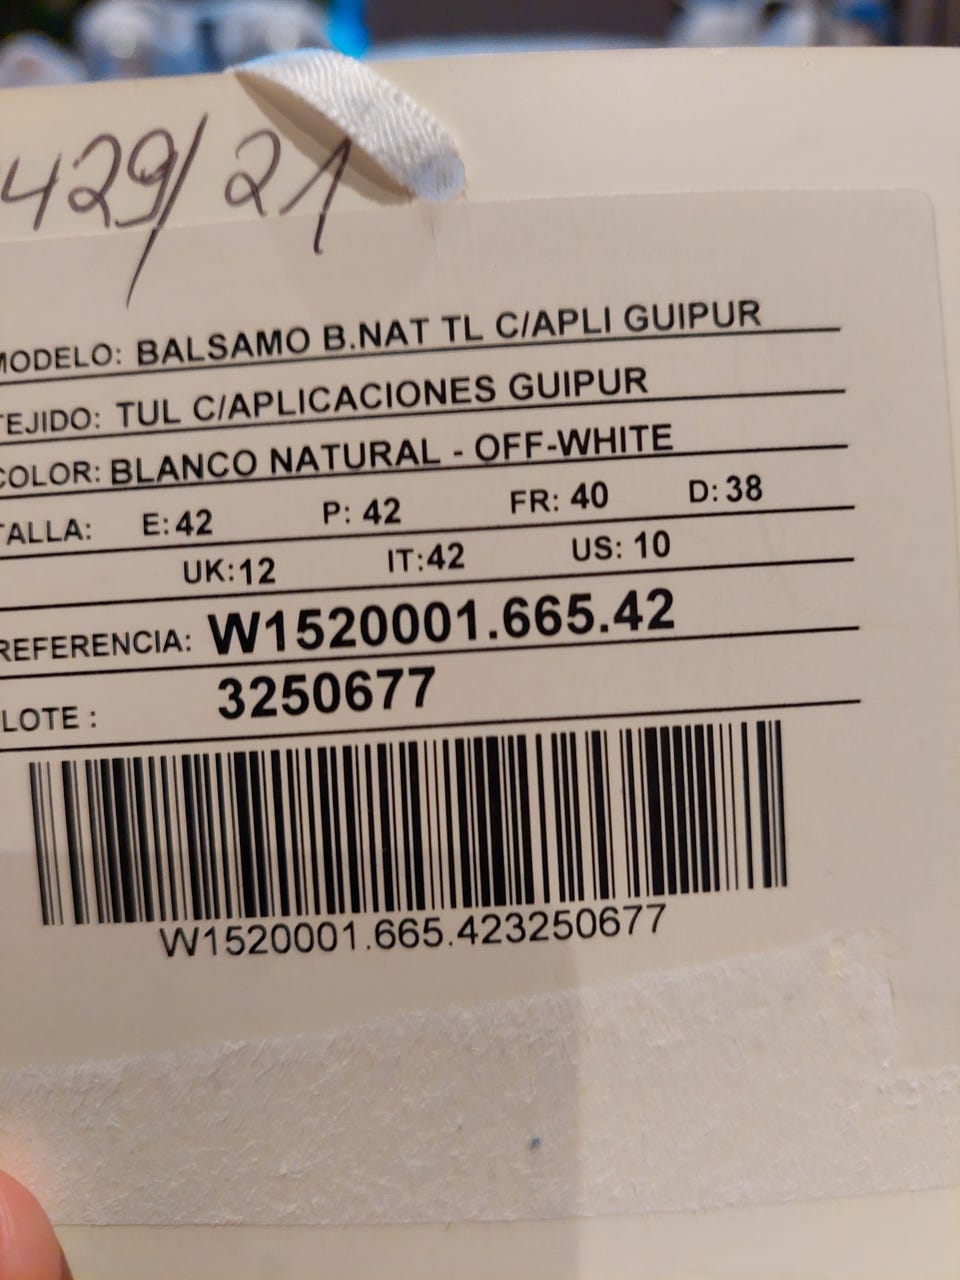 429/21
MODELO: BALSAMO B.NAT TL C/APLI GUIPUR
TEJIDO: TUL C/APLICACIONES GUIPUR
COLOR: BLANCO NATURAL - OFF-WHITE
TALLA: E: 42 P: 42 FR: 40 D: 38
UK: 12 IT: 42 US: 10
REFERENCIA: W1520001.665.42
LOTE : 3250677
W1520001.665.423250677